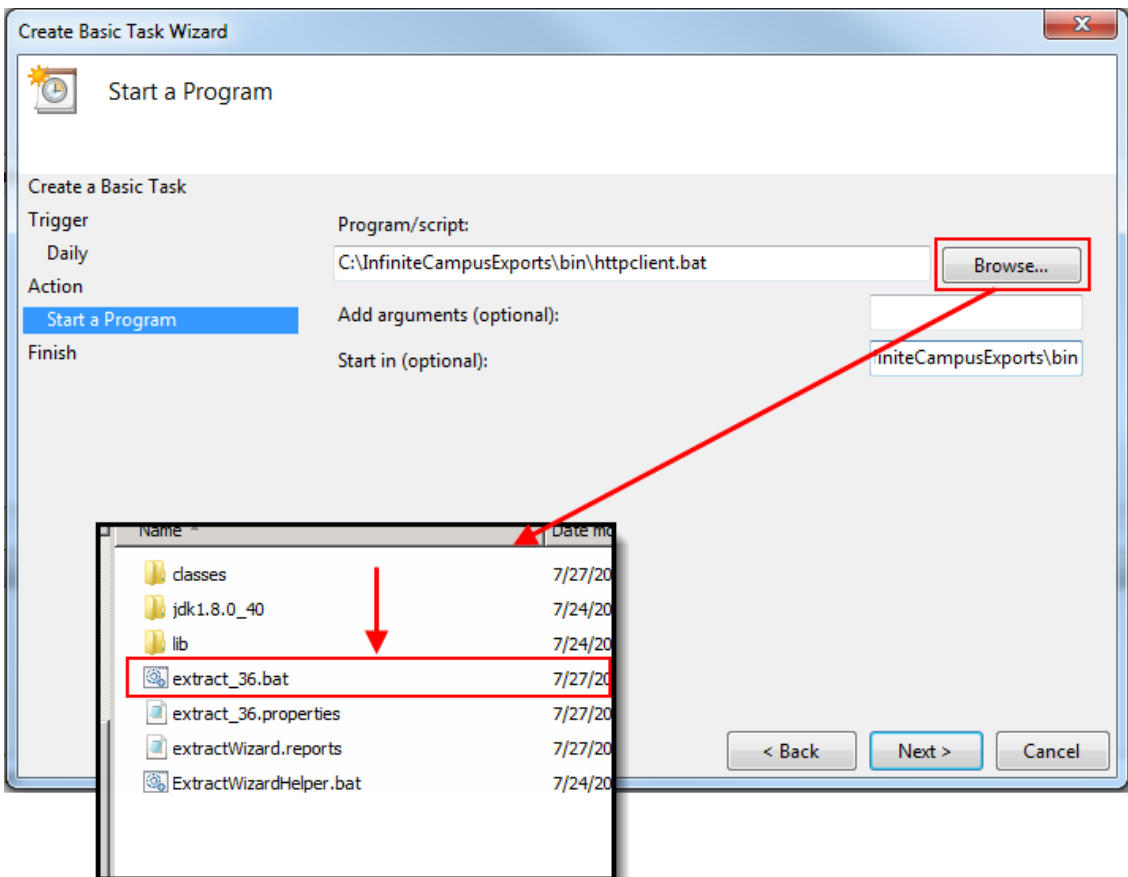 Create Basic Task Wizard
Start a Program
Create a Basic Task
Trigger
Daily
Action
Start a Program
Finish
Program/script:
C:\InfiniteCampusExports\bin\httpclient.bat
Browse...
Add arguments (optional):
Start in (optional):
initeCampusExports\bin
Name Date mo
classes 7/27/20
jdk1.8.0_40 7/24/20
lib 7/24/20
extract_36.bat 7/27/20
extract_36.properties 7/27/20
extractWizard.reports 7/27/20
ExtractWizardHelper.bat 7/24/20
< Back Next > Cancel